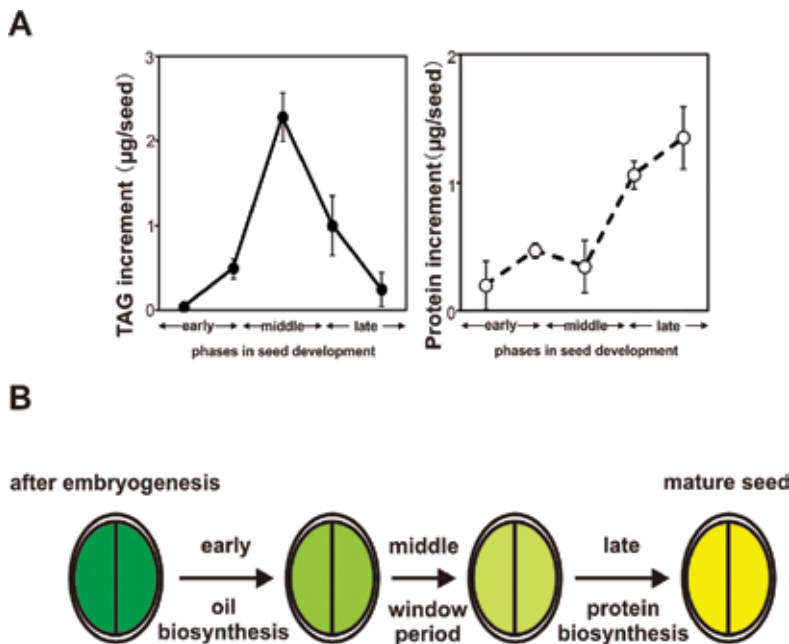 A
TAG increment (µg/seed)
3
2
1
0
early middle late
phases in seed development
Protein increment (µg/seed)
2
1
0
early middle late
phases in seed development
B
after embryogenesis
mature seed
early
middle
late
oil
biosynthesis
window
period
protein
biosynthesis